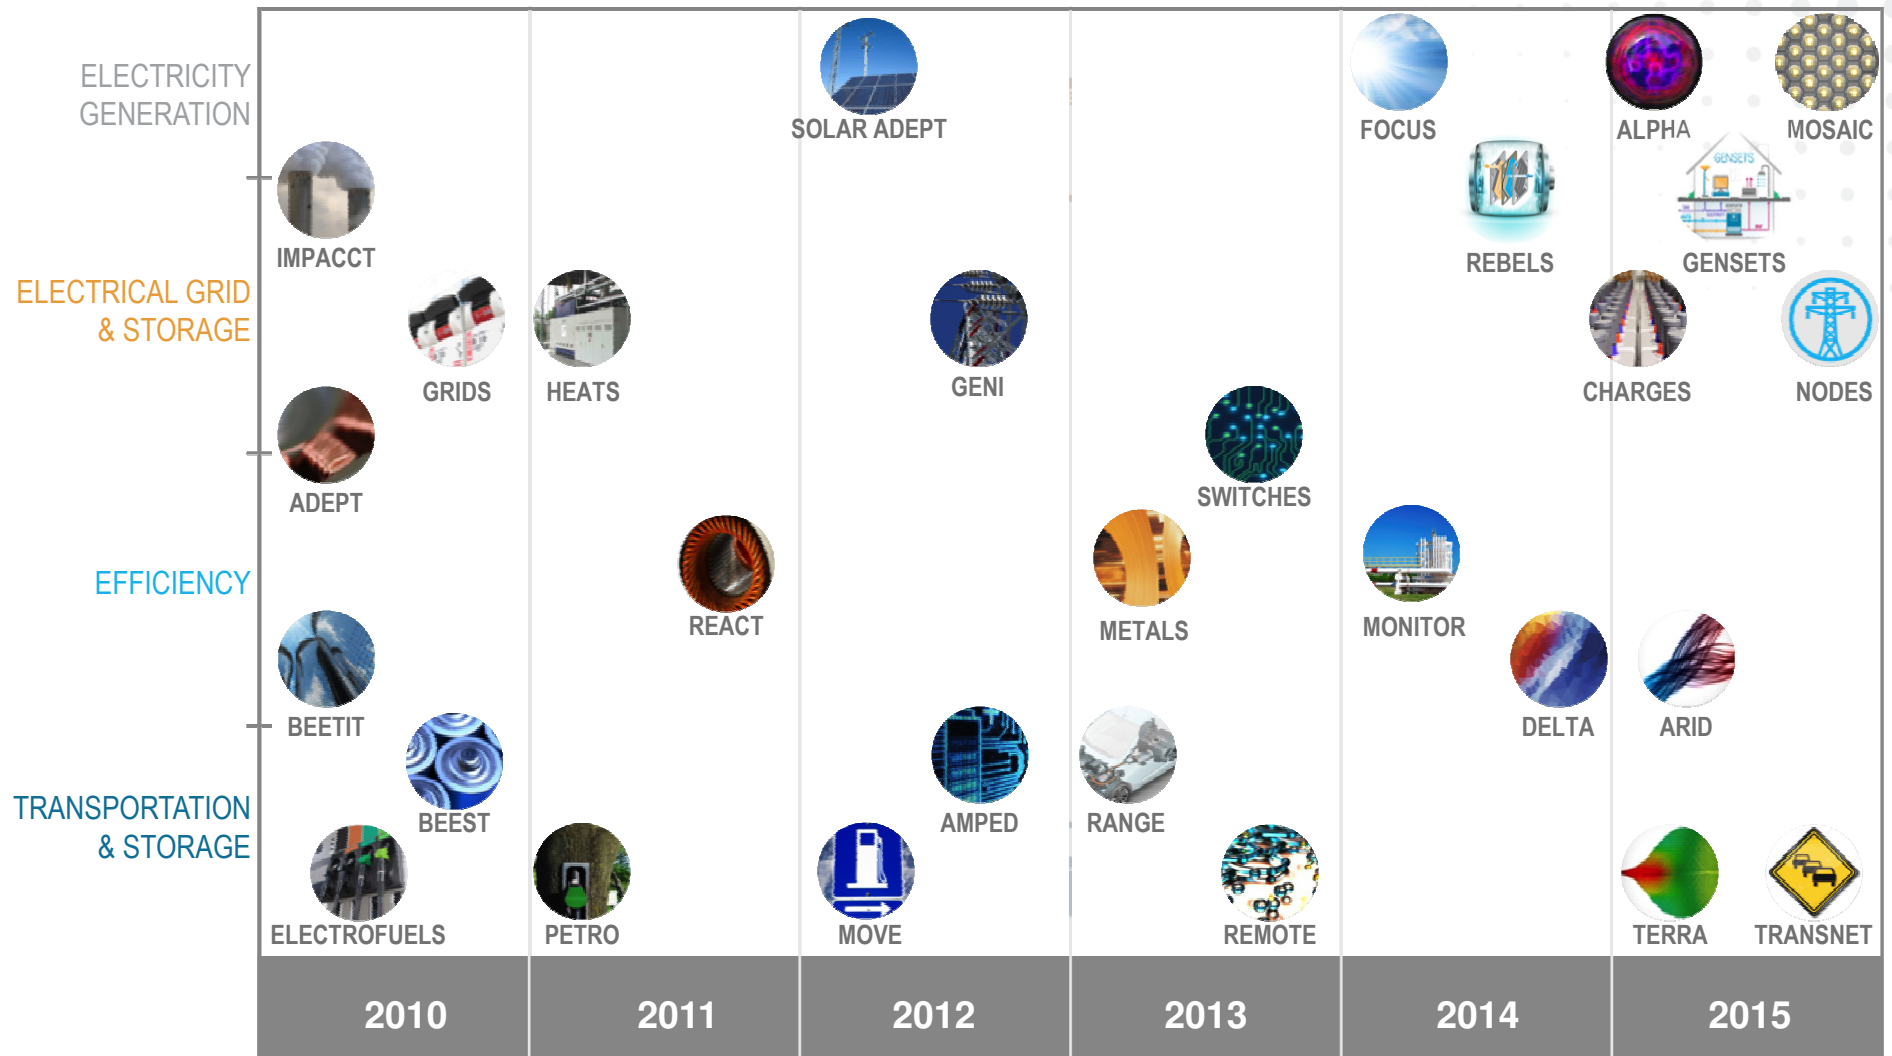 ELECTRICITY
GENERATION
SOLAR ADEPT
FOCUS
ALPHA
MOSAIC
GENSETS
IMPACCT
REBELS
GENSETS
ELECTRICAL GRID
& STORAGE
GRIDS
HEATS
GENI
CHARGES
NODES
ADEPT
SWITCHES
EFFICIENCY
REACT
METALS
MONITOR
BEETIT
DELTA
ARID
TRANSPORTATION
& STORAGE
BEEST
AMPED
RANGE
ELECTROFUELS
PETRO
MOVE
REMOTE
TERRA
TRANSNET
2010
2011
2012
2013
2014
2015